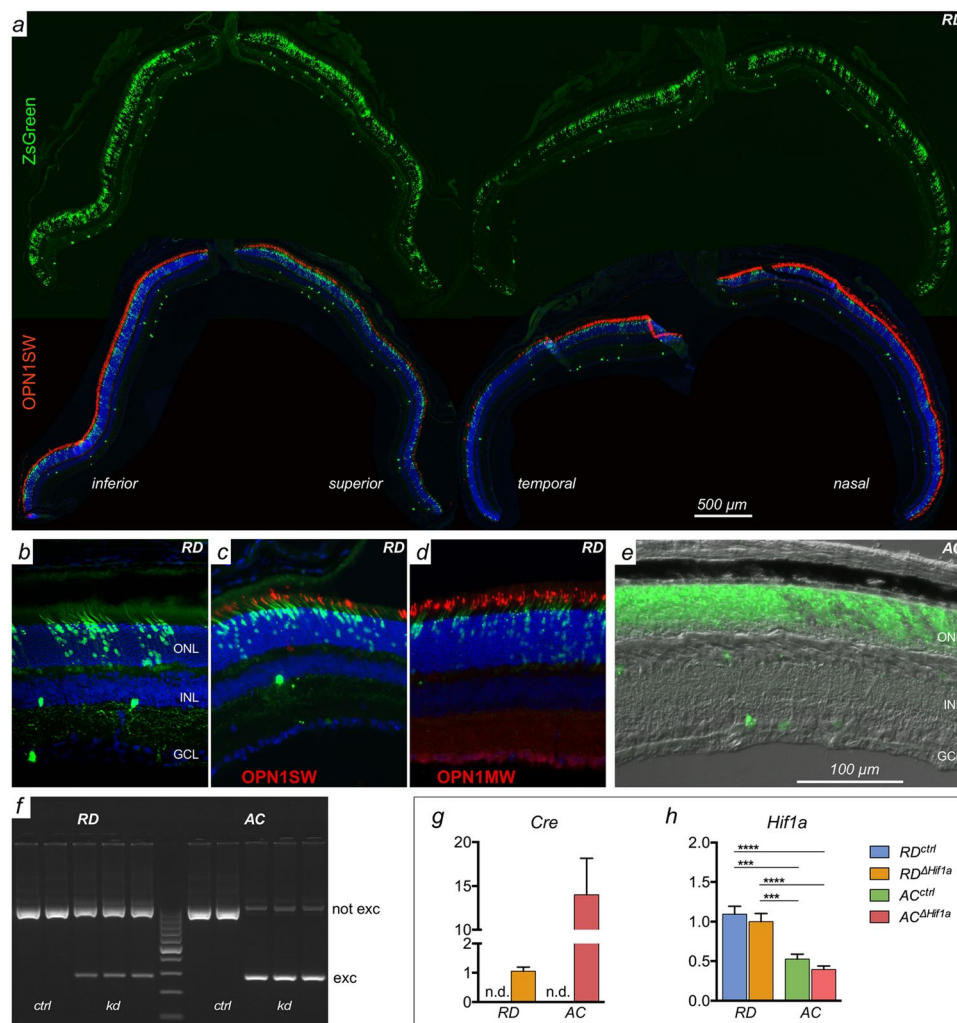 a
RD
ZsGreen
OPN1SW
inferior
superior
temporal
nasal
500 µm
b
RD
ONL
INL
GCL
c
RD
OPN1SW
d
RD
OPN1MW
e
AC
100 µm
f
RD
AC
not exc
exc
ctrl
kd
ctrl
kd
g
Cre
20
15
10
2
1
0
n.d.
n.d.
RD
AC
h
Hif1a
2.0
1.5
1.0
0.5
0.0
****
***
****
***
RD
AC
RDctrl
RDΔHif1a
ACctrl
ACΔHif1a